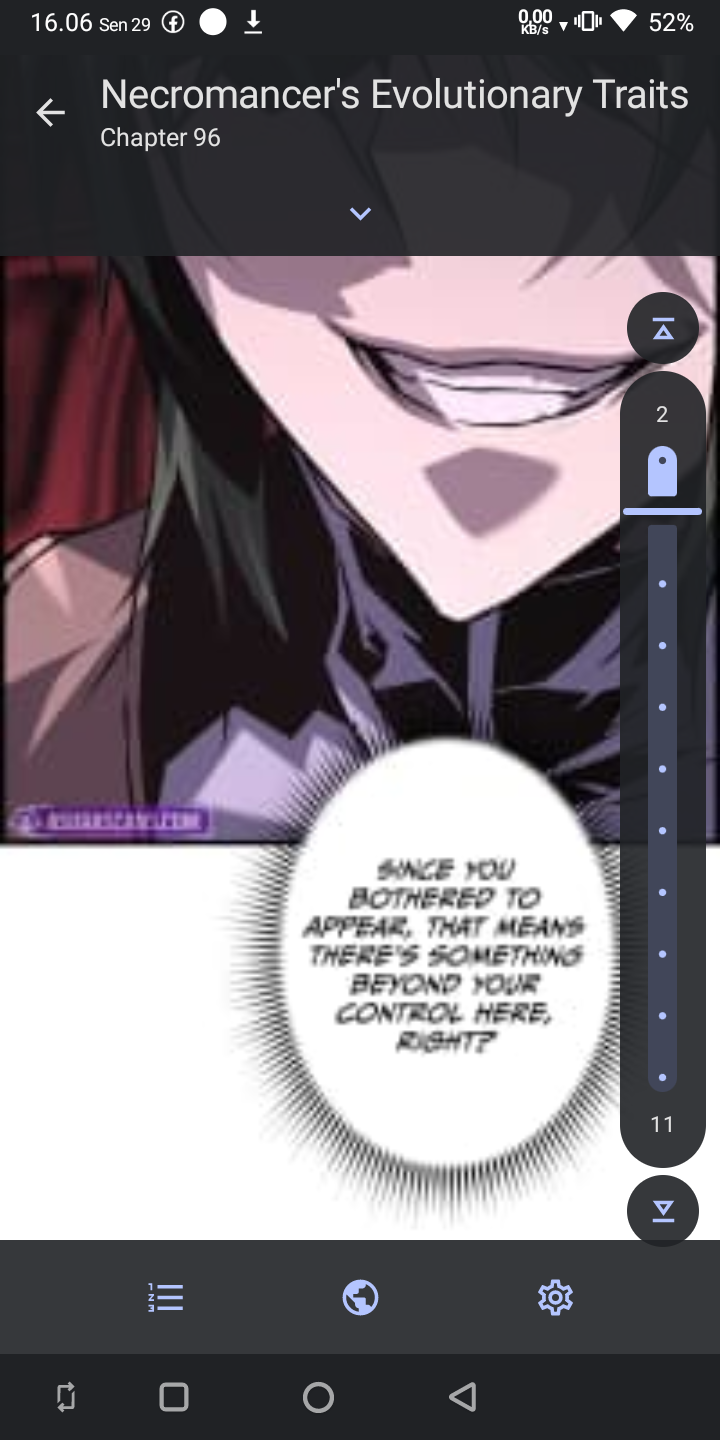 16.06 Sen 29
0,00 KB/s
52%
Necromancer's Evolutionary Traits
Chapter 96
2
SINCE YOU
BOTHERED TO
APPEAR, THAT MEANS
THERE'S SOMETHING
BEYOND YOUR
CONTROL HERE,
RIGHT?
11